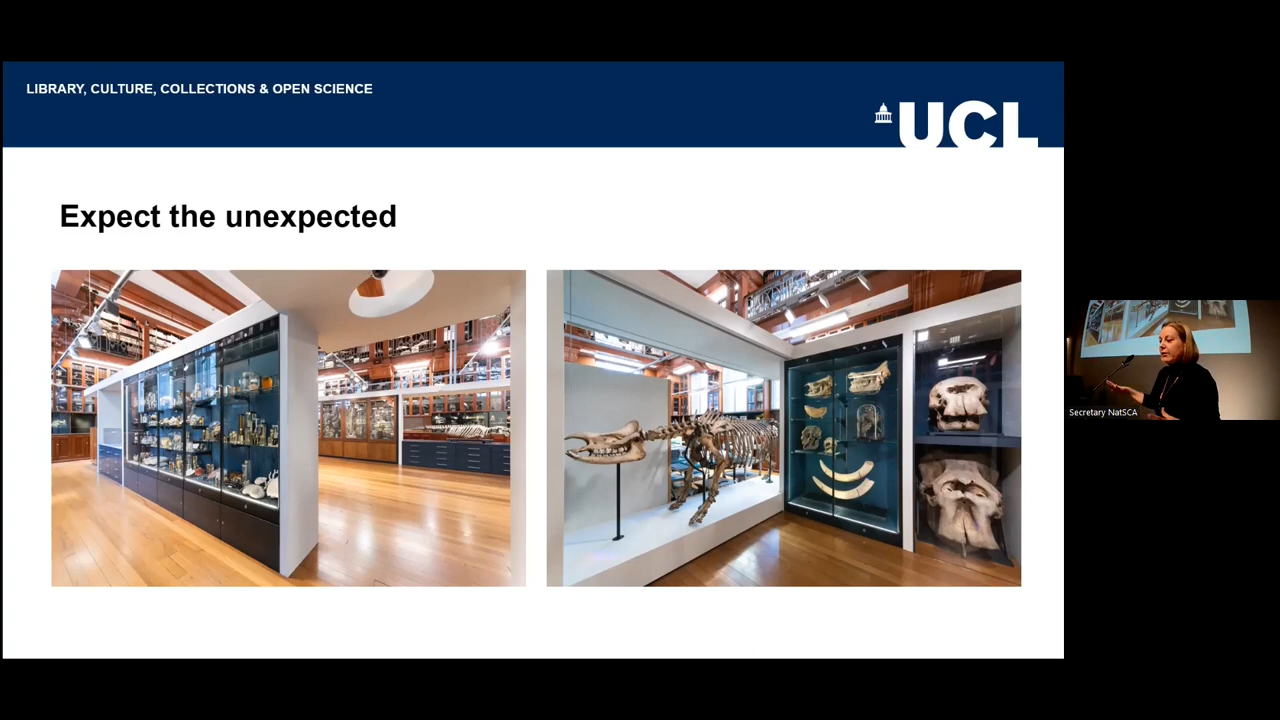 LIBRARY, CULTURE, COLLECTIONS & OPEN SCIENCE
UCL
Expect the unexpected
Secretary NatSCA